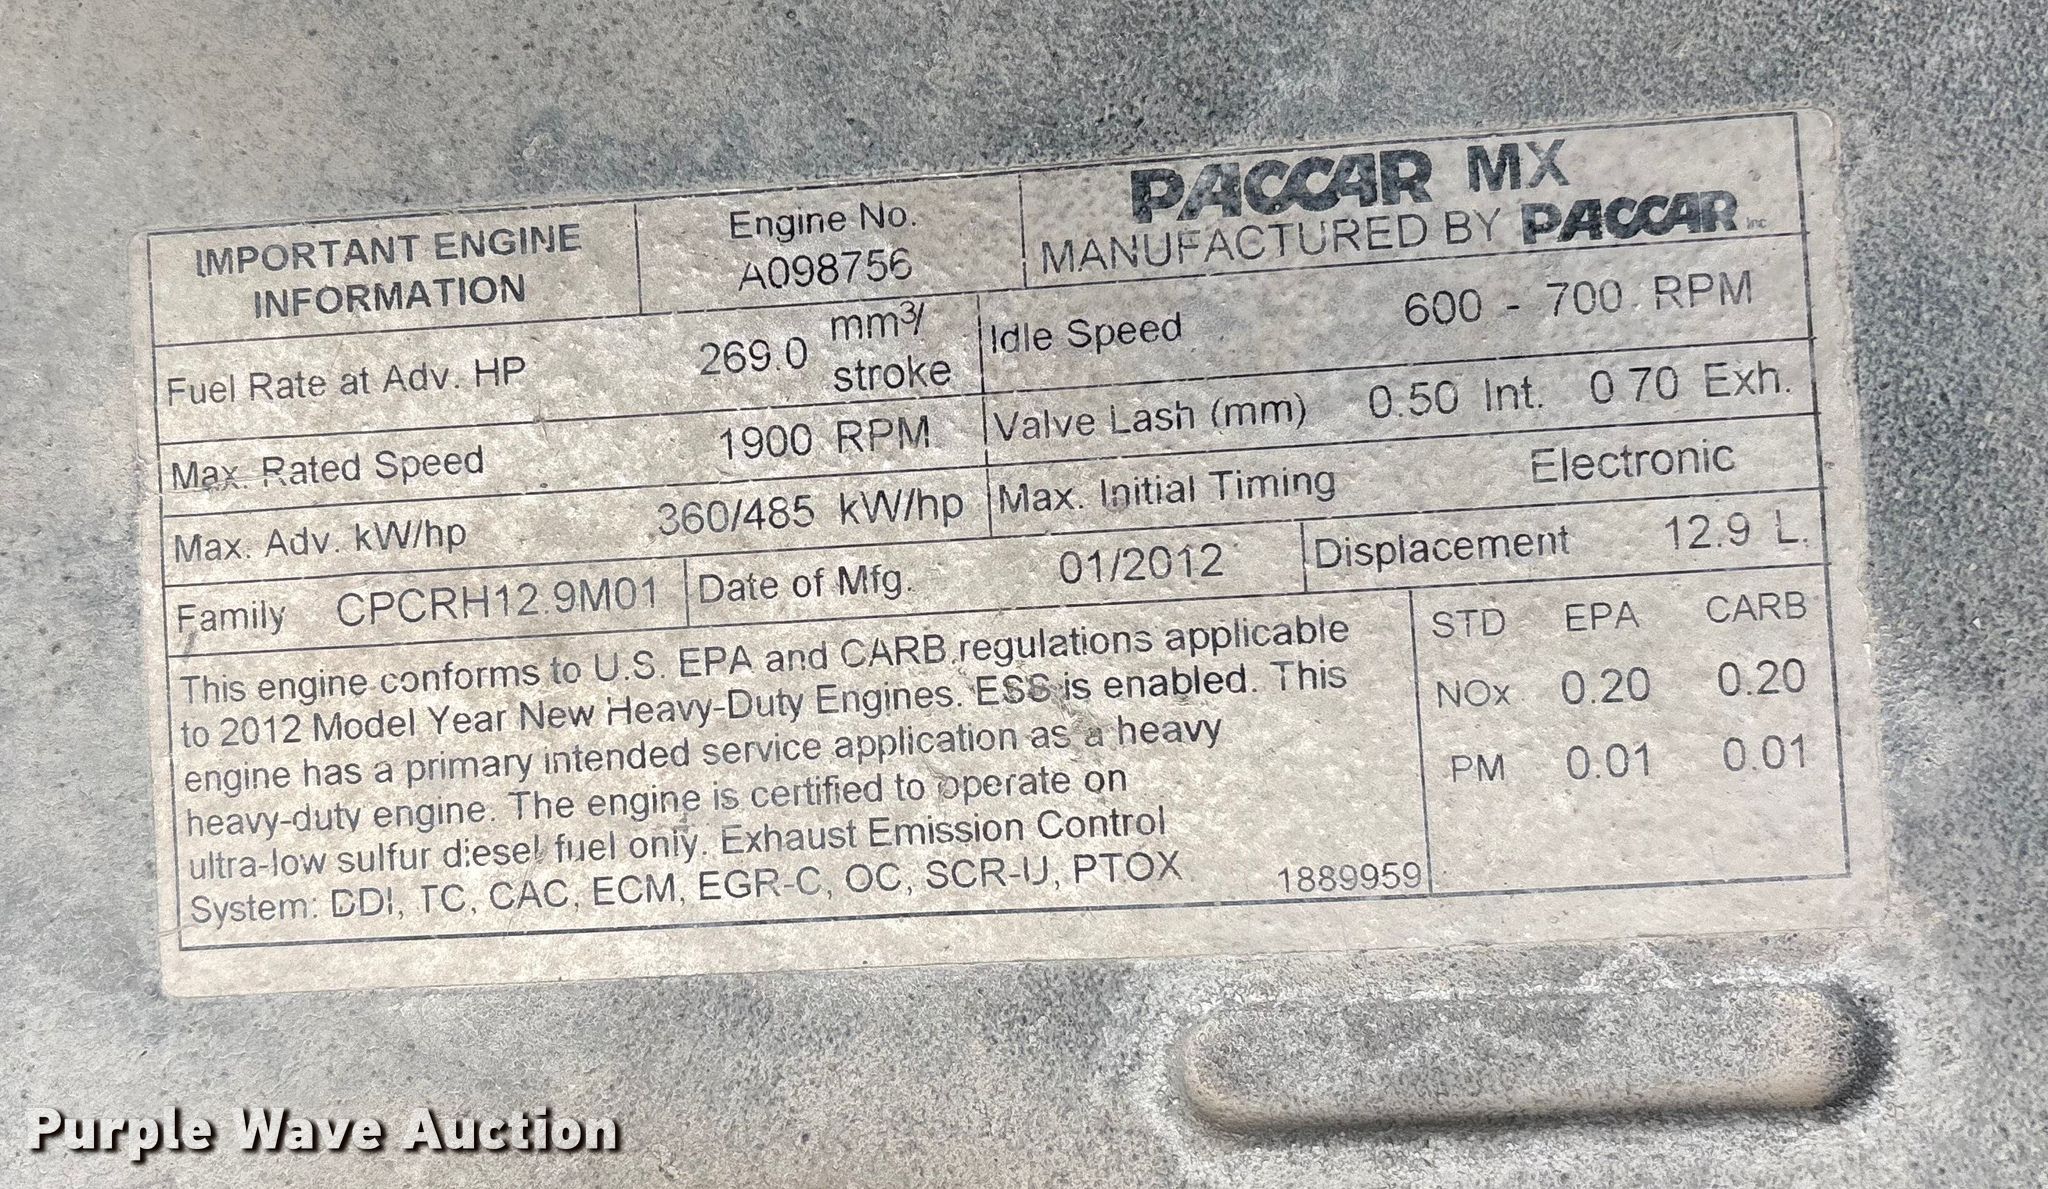 IMPORTANT ENGINE
INFORMATION
Engine No.
A098756
PACCAR MX
MANUFACTURED BY PACCAR Inc
Fuel Rate at Adv. HP 269.0 mm³/
stroke
Idle Speed 600 - 700 RPM
Max. Rated Speed 1900 RPM
Valve Lash (mm) 0.50 Int. 0 70 Exh.
Max. Adv. kW/hp 360/485 kW/hp
Max. Initial Timing Electronic
Family CPCRH12.9M01
Date of Mfg. 01/2012
Displacement 12.9 L.
This engine conforms to U.S. EPA and CARB regulations applicable
to 2012 Model Year New Heavy-Duty Engines. ESS is enabled. This
engine has a primary intended service application as a heavy
heavy-duty engine. The engine is certified to operate on
ultra-low sulfur diesel fuel only. Exhaust Emission Control
System: DDI, TC, CAC, ECM, EGR-C, OC, SCR-U, PTOX
1889959
STD EPA CARB
NOx 0.20 0.20
PM 0.01 0.01
Purple Wave Auction